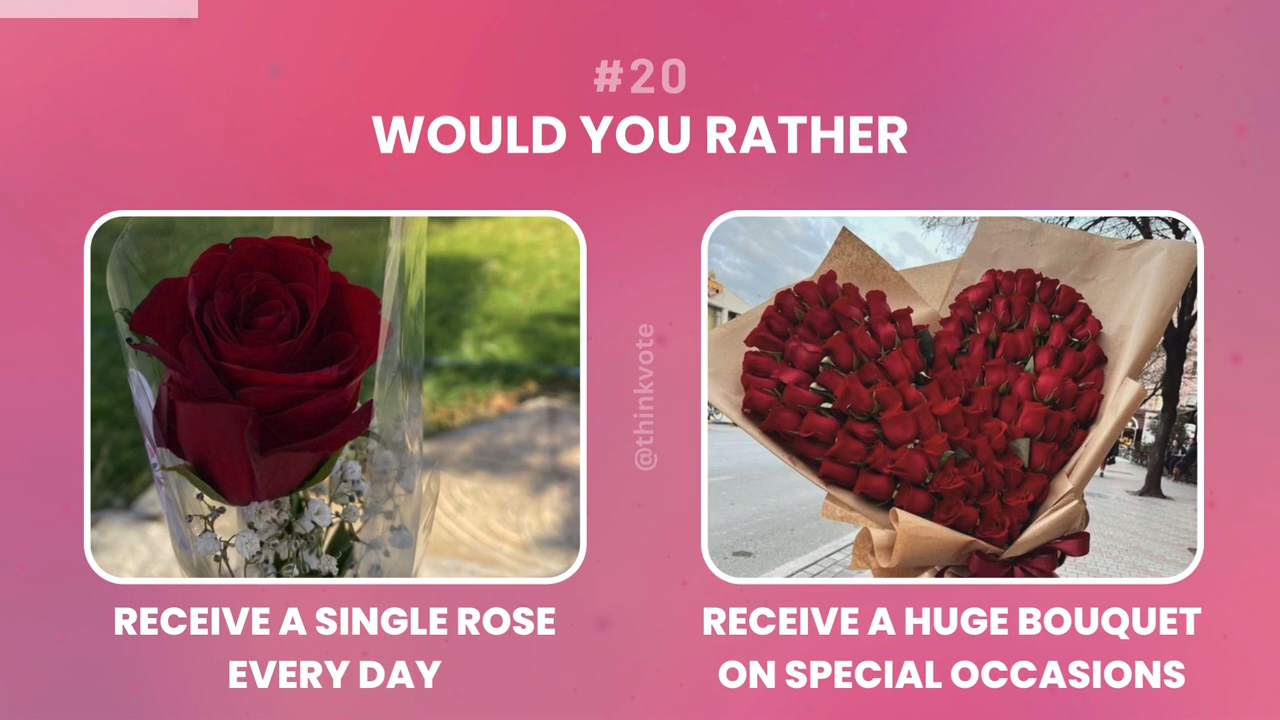 #20
WOULD YOU RATHER
@thinkvote
RECEIVE A SINGLE ROSE
EVERY DAY
RECEIVE A HUGE BOUQUET
ON SPECIAL OCCASIONS